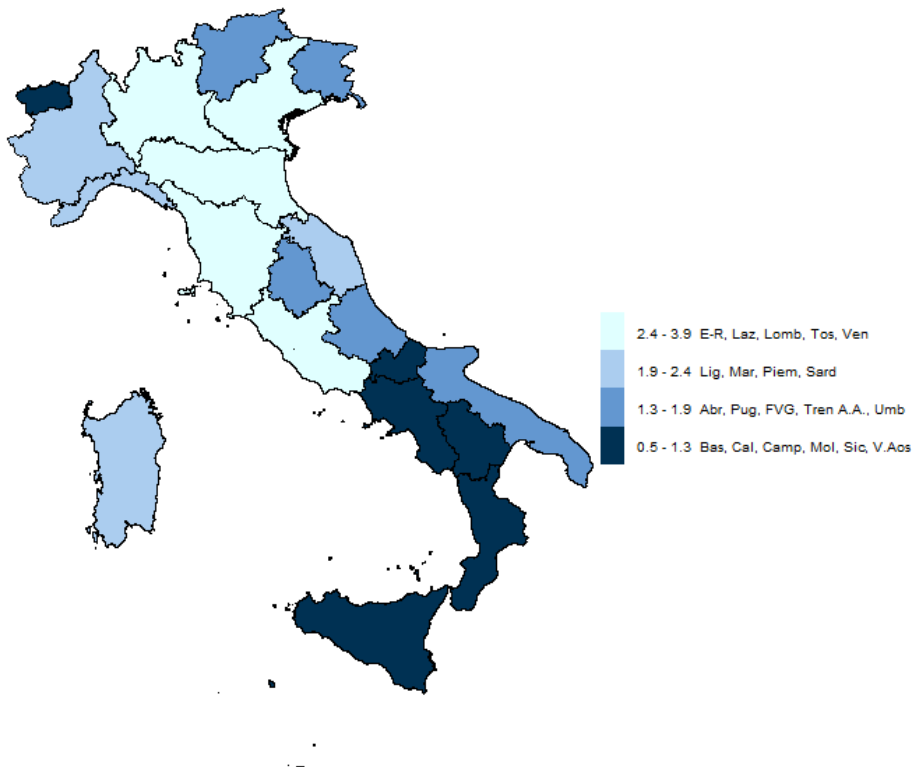 2.4 - 3.9 E-R, Laz, Lomb, Tos, Ven
1.9 - 2.4 Lig, Mar, Piem, Sard
1.3 - 1.9 Abr, Pug, FVG, Tren A.A., Umb
0.5 - 1.3 Bas, Cal, Camp, Mol, Sic, V.Aos